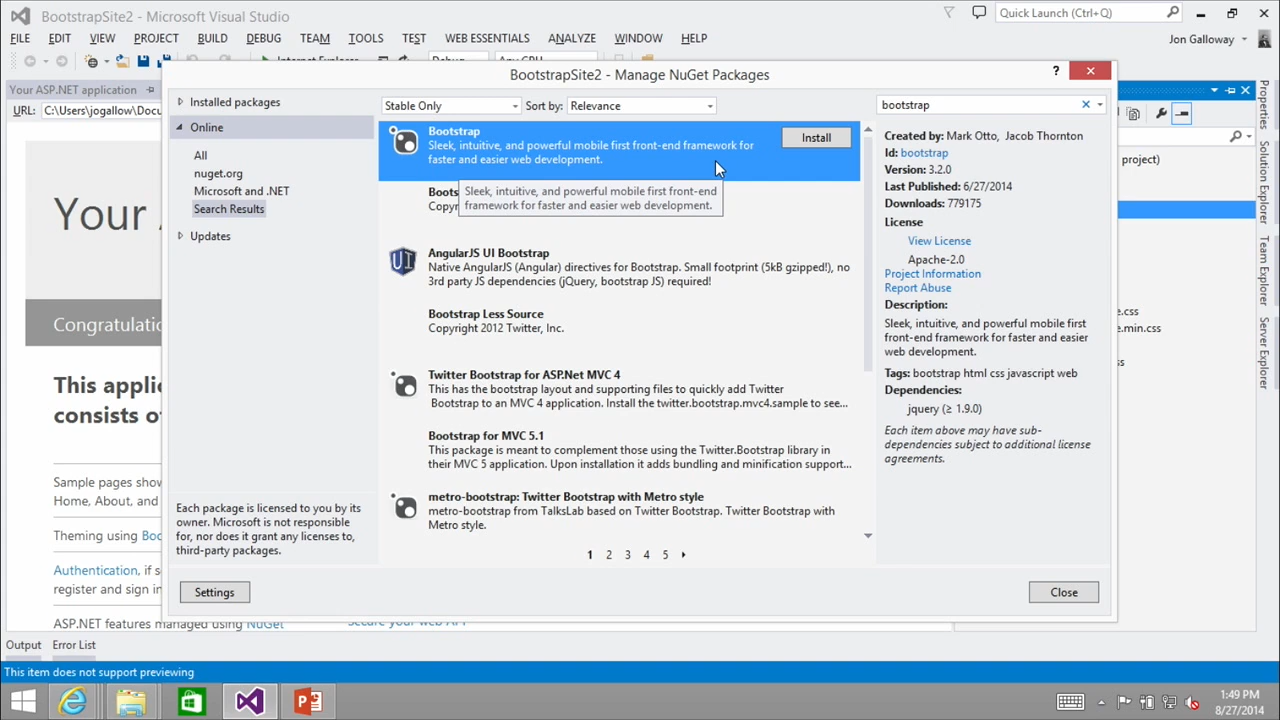 BootstrapSite2 - Microsoft Visual Studio
Quick Launch (Ctrl+Q)
FILE EDIT VIEW PROJECT BUILD DEBUG TEAM TOOLS TEST WEB ESSENTIALS ANALYZE WINDOW HELP
Jon Galloway
Your ASP.NET application
URL: C:\Users\jogallow\Docu
Your
Congratulatio
This applic
consists of
Sample pages show
Home, About, and
Theming using Boo
Authentication, if s
register and sign in
ASP.NET features managed using NuGet
BootstrapSite2 - Manage NuGet Packages
?
Installed packages
Online
All
nuget.org
Microsoft and .NET
Search Results
Updates
Each package is licensed to you by its
owner. Microsoft is not responsible
for, nor does it grant any licenses to,
third-party packages.
Settings
Stable Only
Sort by: Relevance
Bootstrap
Sleek, intuitive, and powerful mobile first front-end framework for
faster and easier web development.
Install
Boots
Copyr
Sleek, intuitive, and powerful mobile first front-end
framework for faster and easier web development.
UI
AngularJS UI Bootstrap
Native AngularJS (Angular) directives for Bootstrap. Small footprint (5kB gzipped!), no
3rd party JS dependencies (jQuery, bootstrap JS) required!
Bootstrap Less Source
Copyright 2012 Twitter, Inc.
Twitter Bootstrap for ASP.Net MVC 4
This has the bootstrap layout and supporting files to quickly add Twitter
Bootstrap to an MVC 4 application. Install the twitter.bootstrap.mvc4.sample to see...
Bootstrap for MVC 5.1
This package is meant to complement those using the Twitter.Bootstrap library in
their MVC 5 application. Upon installation it adds bundling and minification support...
metro-bootstrap: Twitter Bootstrap with Metro style
metro-bootstrap from TalksLab based on Twitter Bootstrap. Twitter Bootstrap with
Metro style.
1 2 3 4 5
bootstrap
Created by: Mark Otto, Jacob Thornton
Id: bootstrap
Version: 3.2.0
Last Published: 6/27/2014
Downloads: 779175
License
View License
Apache-2.0
Project Information
Report Abuse
Description:
Sleek, intuitive, and powerful mobile first
front-end framework for faster and easier
web development.
Tags: bootstrap html css javascript web
Dependencies:
jquery (≥ 1.9.0)
Each item above may have sub-
dependencies subject to additional license
agreements.
Close
project)
e.css
e.min.css
Properties
Solution Explorer
Team Explorer
Server Explorer
Output Error List
This item does not support previewing
1:49 PM
8/27/2014